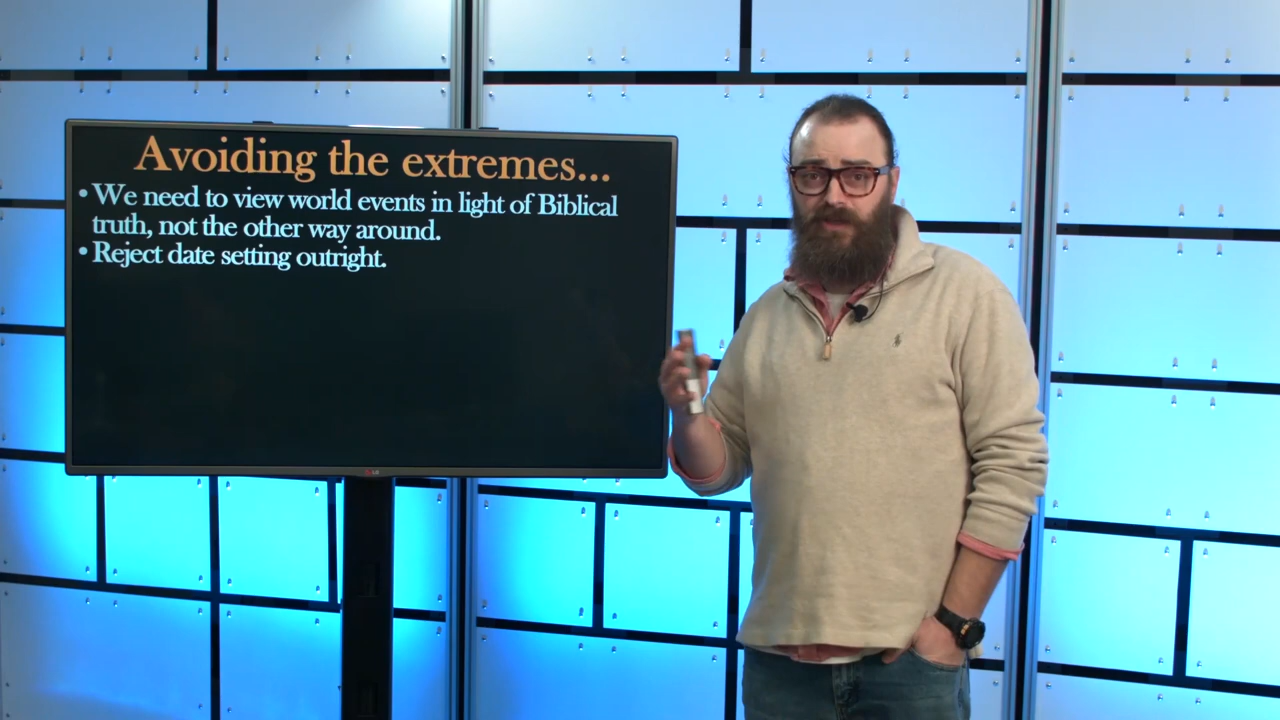 Avoiding the extremes...
• We need to view world events in light of Biblical
truth, not the other way around.
• Reject date setting outright.
LG